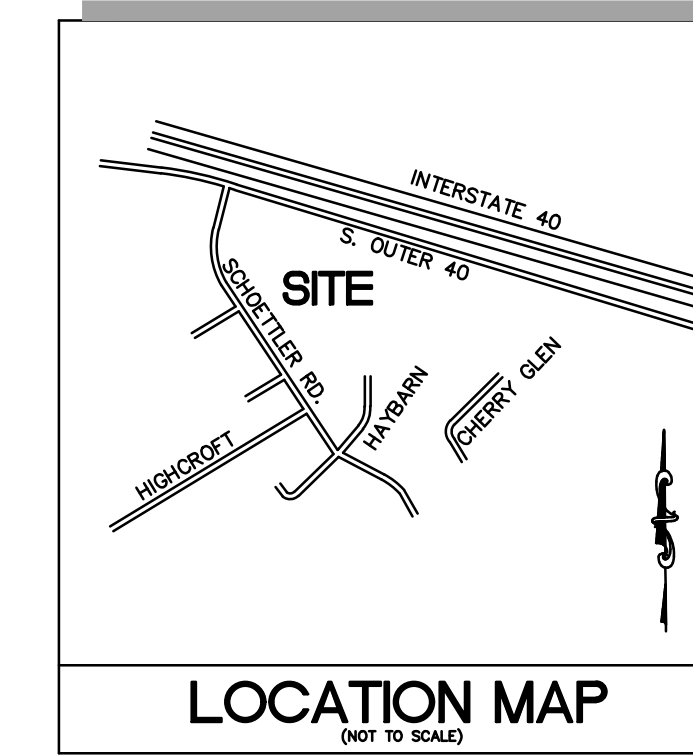 INTERSTATE 40
S. OUTER 40
SITE
SCHOETTLER RD.
HAYBARN
CHERRY GLEN
HIGHCROFT
LOCATION MAP
(NOT TO SCALE)